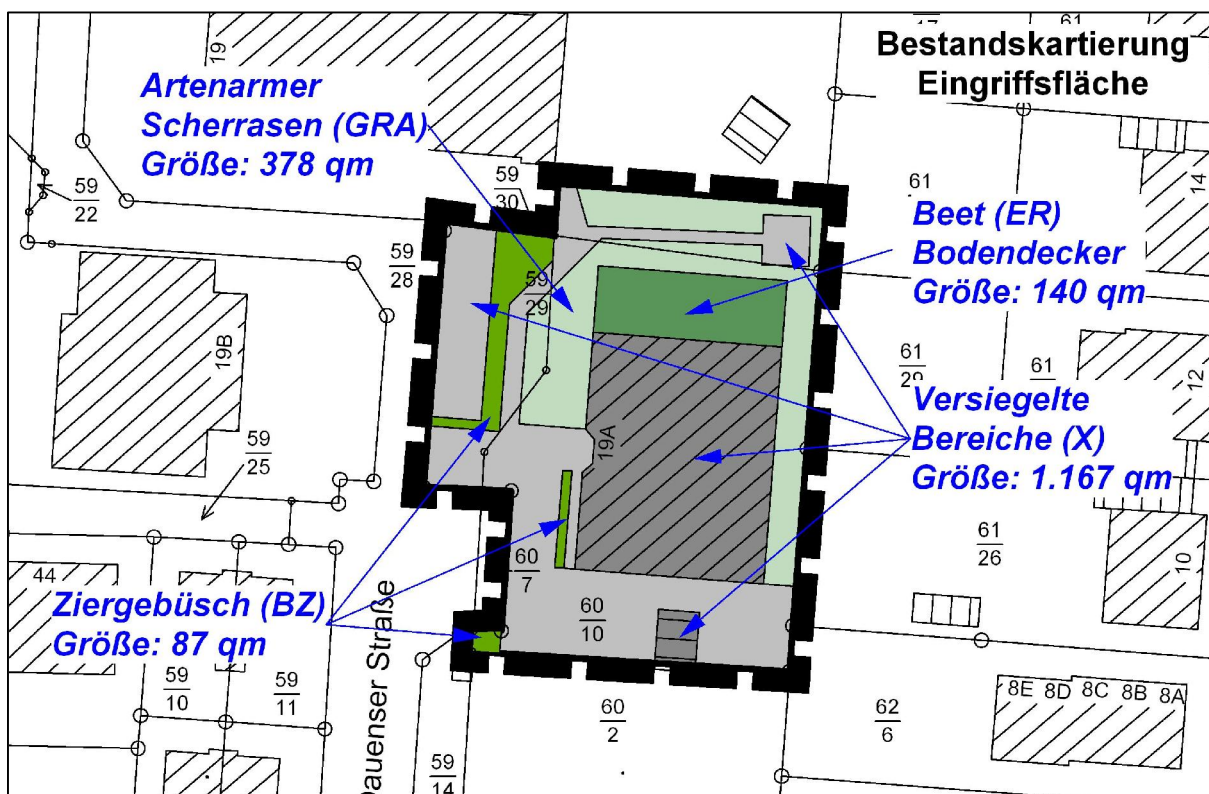 Bestandskartierung
Eingriffsfläche
Artenarmer
Scherrasen (GRA)
Größe: 378 qm
Beet (ER)
Bodendecker
Größe: 140 qm
Versiegelte
Bereiche (X)
Größe: 1.167 qm
Ziergebüsch (BZ)
Größe: 87 qm
19
61
14
59
22
59
30
61
59
28
59
29
19B
61
29
61
12
19A
59
25
61
26
10
44
60
7
60
10
59
10
59
11
60
2
62
6
8E 8D 8C 8B 8A
59
14